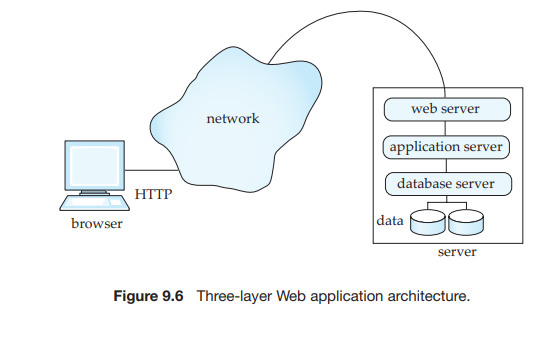 web server
network
application server
database server
HTTP
data
browser
server
Figure 9.6 Three-layer Web application architecture.